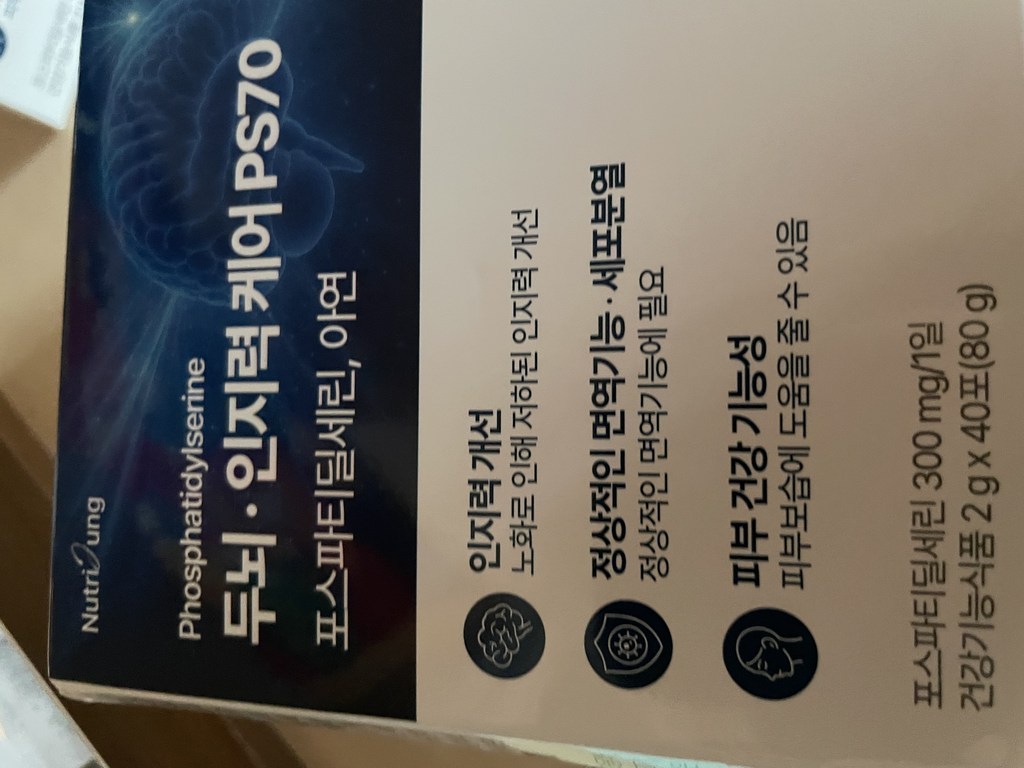 NutriDung
Phosphatidylserine
두뇌·인지력 케어 PS70
포스파티딜세린, 아연
인지력 개선
노화로 인해 저하된 인지력 개선
정상적인 면역기능·세포분열
정상적인 면역기능에 필요
피부 건강 기능성
피부보습에 도움을 줄 수 있음
포스파티딜세린 300 mg/1일
건강기능식품 2 g x 40포(80 g)